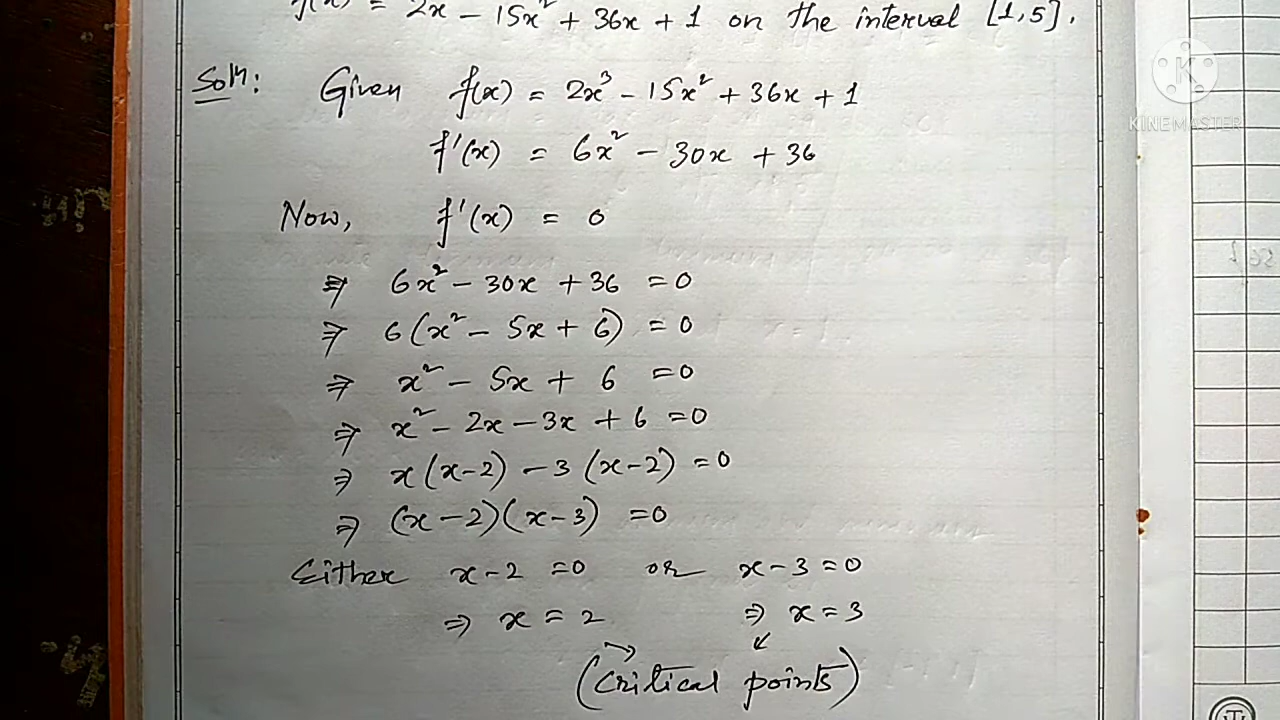 f(x) = 2x³ - 15x² + 36x + 1 on the interval [1,5].
Soln: Given f(x) = 2x³ - 15x² + 36x + 1
f'(x) = 6x² - 30x + 36
Now, f'(x) = 0
⇒ 6x² - 30x + 36 = 0
⇒ 6(x² - 5x + 6) = 0
⇒ x² - 5x + 6 = 0
⇒ x² - 2x - 3x + 6 = 0
⇒ x(x-2) - 3(x-2) = 0
⇒ (x-2)(x-3) = 0
Either x-2 = 0 or x-3 = 0
⇒ x = 2 ⇒ x = 3
(Critical points)
K
KINEMASTER